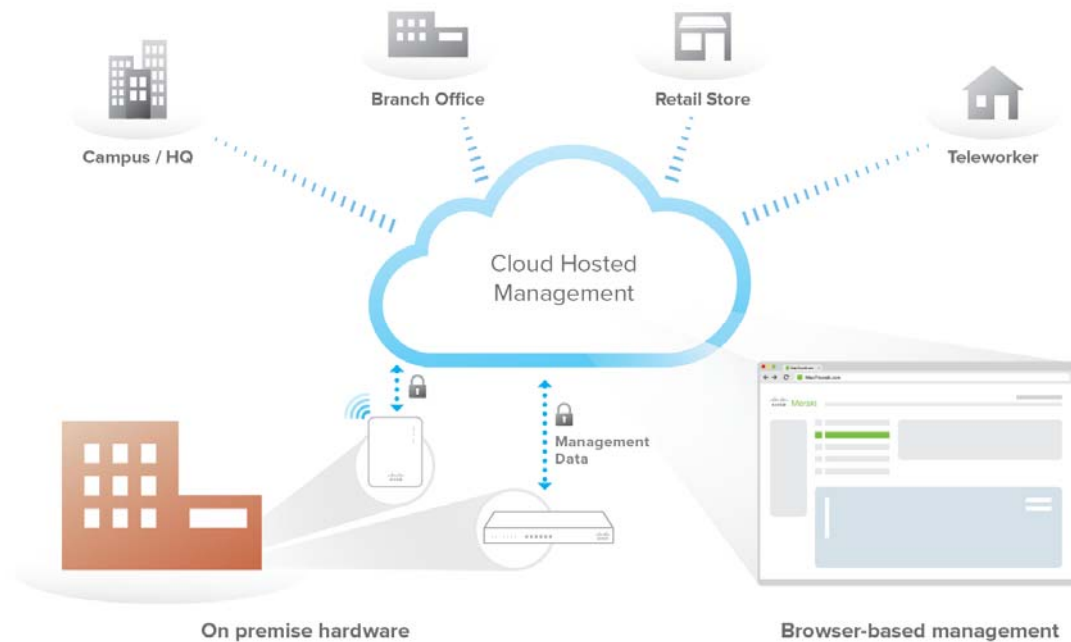 Branch Office
Retail Store
Campus / HQ
Teleworker
Cloud Hosted
Management
Management
Data
Meraki
On premise hardware
Browser-based management